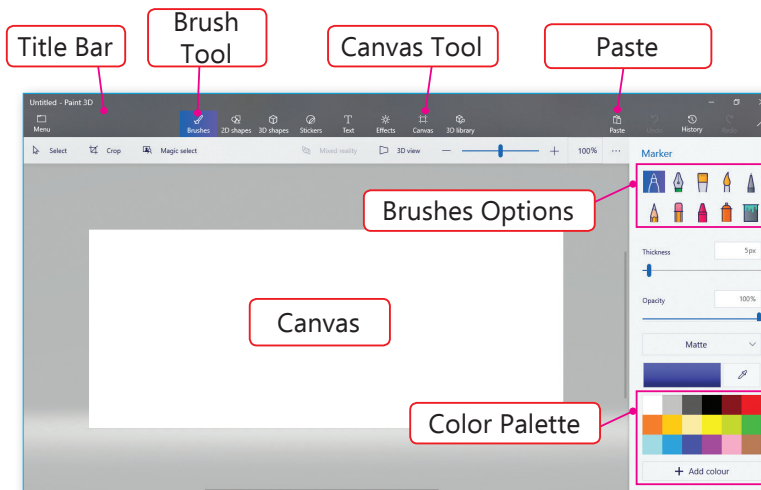 Brush
Tool
Title Bar
Canvas Tool
Paste
Untitled - Paint 3D
Menu
Brushes
2D shapes
3D shapes
Stickers
Text
Effects
Canvas
3D library
Paste
Undo
History
Redo
Select
Crop
Magic select
Mixed reality
3D view
100%
Marker
Brushes Options
Thickness
5px
Opacity
100%
Canvas
Matte
Color Palette
Add colour